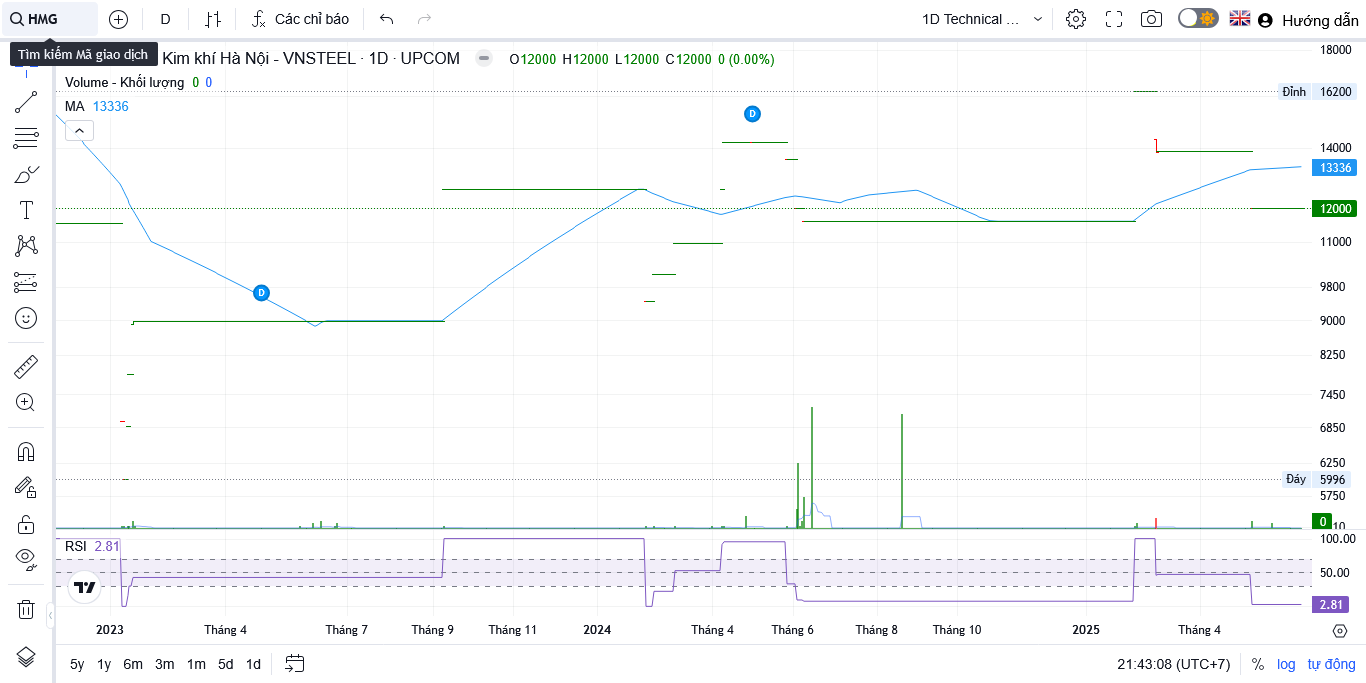 HMG
D
Các chỉ báo
1D Technical ...
Hướng dẫn
Tìm kiếm Mã giao dịch
Kim khí Hà Nội - VNSTEEL · 1D · UPCOM
O12000 H12000 L12000 C12000 0 (0.00%)
Volume - Khối lượng 0 0
MA 13336
D
D
18000
Đỉnh 16200
14000
13336
12000
11000
9800
9000
8250
7450
6850
6250
Đáy 5996
5750
0
10
RSI 2.81
100.00
50.00
2.81
2023 Tháng 4 Tháng 7 Tháng 9 Tháng 11 2024 Tháng 4 Tháng 6 Tháng 8 Tháng 10 2025 Tháng 4
5y 1y 6m 3m 1m 5d 1d
21:43:08 (UTC+7) % log tự động